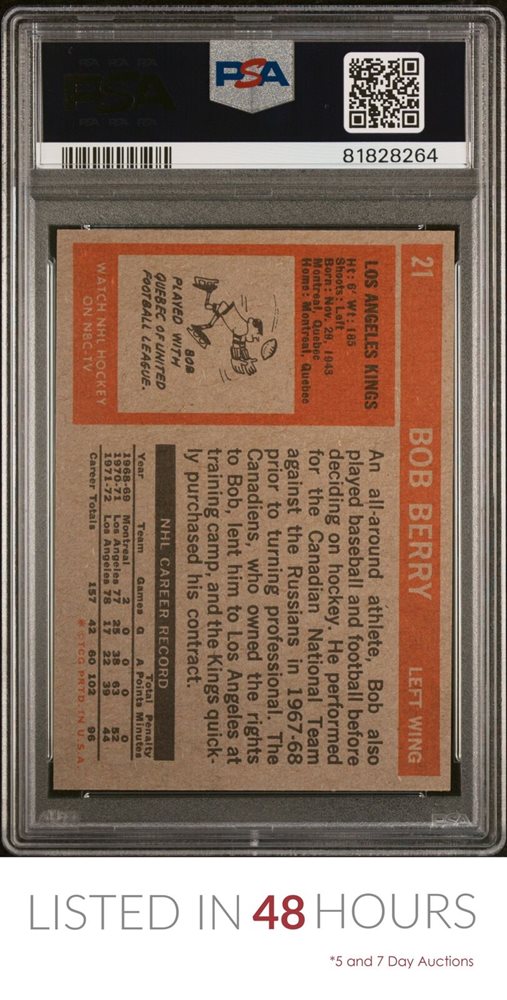 PSA
81828264
21 BOB BERRY LEFT WING
LOS ANGELES KINGS
Ht: 6' Wt: 185
Shoots: Left
Born: Nov. 29, 1943
Montreal, Quebec
Home: Montreal, Quebec
BOB
PLAYED WITH
QUEBEC OF UNITED
FOOTBALL LEAGUE.
WATCH NHL HOCKEY
ON NBC-TV
An all-around athlete, Bob also
played baseball and football before
deciding on hockey. He performed
for the Canadian National Team
against the Russians in 1967-68
prior to turning professional. The
Canadiens, who owned the rights
to Bob, lent him to Los Angeles at
training camp, and the Kings quick-
ly purchased his contract.
NHL CAREER RECORD
Total Penalty
Year Team Games G A Points Minutes
1968-69 Montreal 2 0 0 0 0
1970-71 Los Angeles 77 25 38 63 52
1971-72 Los Angeles 78 17 22 39 44
Career Totals 157 42 60 102 96
© T.C.G. PRTD. IN U.S.A.
PSA
LISTED IN 48 HOURS
*5 and 7 Day Auctions